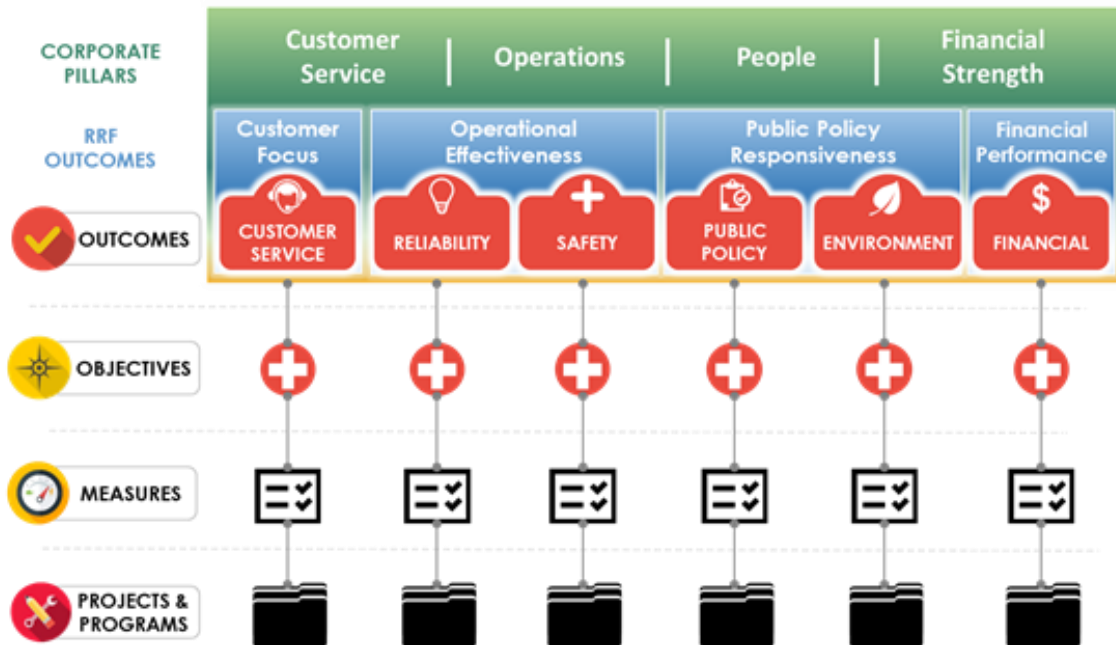 CORPORATE
PILLARS
Customer
Service
Operations
People
Financial
Strength
RRF
OUTCOMES
Customer
Focus
Operational
Effectiveness
Public Policy
Responsiveness
Financial
Performance
OUTCOMES
CUSTOMER
SERVICE
RELIABILITY
SAFETY
PUBLIC
POLICY
ENVIRONMENT
$
FINANCIAL
OBJECTIVES
MEASURES
PROJECTS &
PROGRAMS